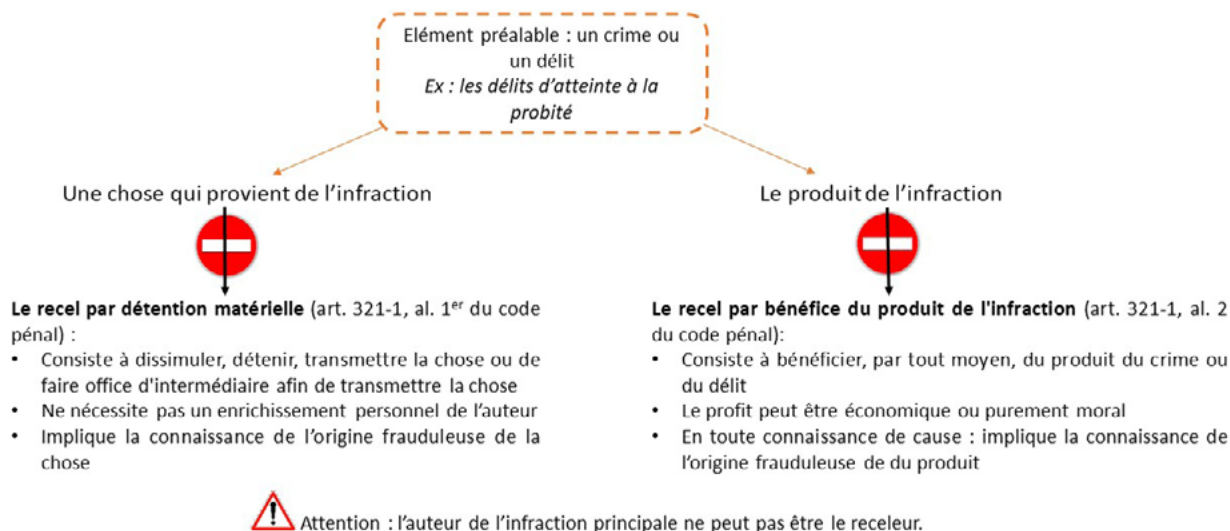 Elément préalable : un crime ou
un délit
Ex : les délits d’atteinte à la
probité
Une chose qui provient de l’infraction
Le recel par détention matérielle (art. 321-1, al. 1er du code
pénal) :
• Consiste à dissimuler, détenir, transmettre la chose ou de
faire office d'intermédiaire afin de transmettre la chose
• Ne nécessite pas un enrichissement personnel de l’auteur
• Implique la connaissance de l’origine frauduleuse de la
chose
Le produit de l’infraction
Le recel par bénéfice du produit de l'infraction (art. 321-1, al. 2
du code pénal):
• Consiste à bénéficier, par tout moyen, du produit du crime ou
du délit
• Le profit peut être économique ou purement moral
• En toute connaissance de cause : implique la connaissance de
l’origine frauduleuse de du produit
Attention : l’auteur de l’infraction principale ne peut pas être le receleur.